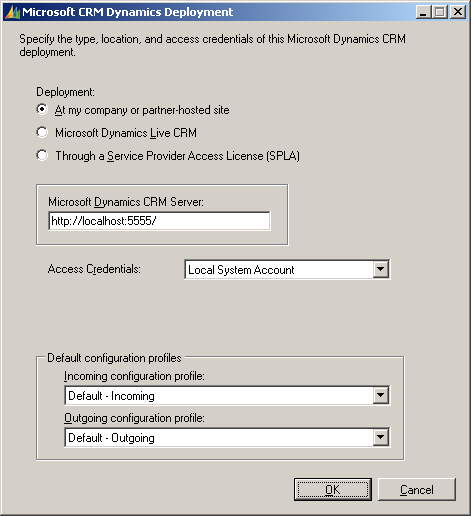 Microsoft CRM Dynamics Deployment
Specify the type, location, and access credentials of this Microsoft Dynamics CRM
deployment.
Deployment:
At my company or partner-hosted site
Microsoft Dynamics Live CRM
Through a Service Provider Access License (SPLA)
Microsoft Dynamics CRM Server:
http://localhost:5555/
Access Credentials:
Local System Account
Default configuration profiles
Incoming configuration profile:
Default - Incoming
Outgoing configuration profile:
Default - Outgoing
OK
Cancel